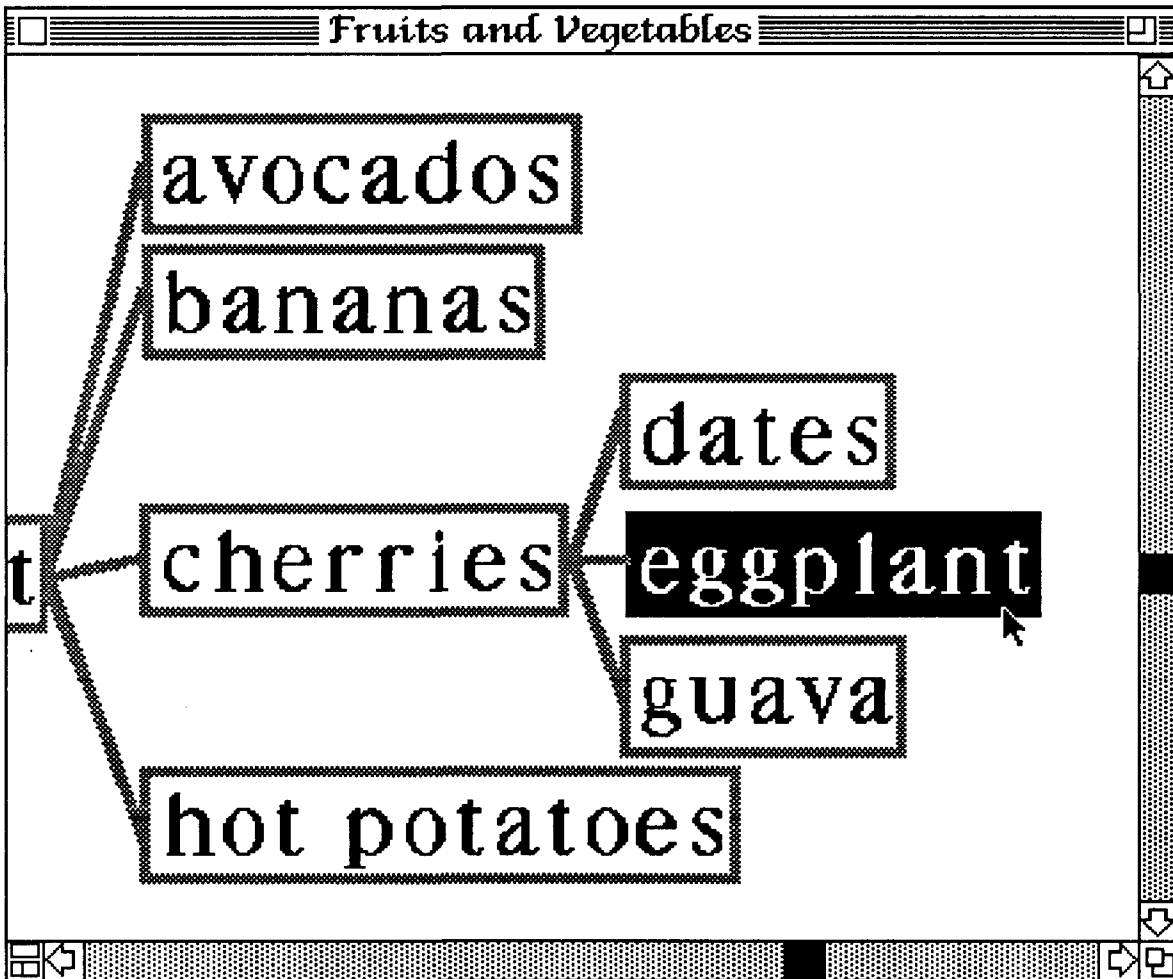 Fruits and Vegetables
avocados
bananas
dates
t
cherries
eggplant
guava
hot potatoes